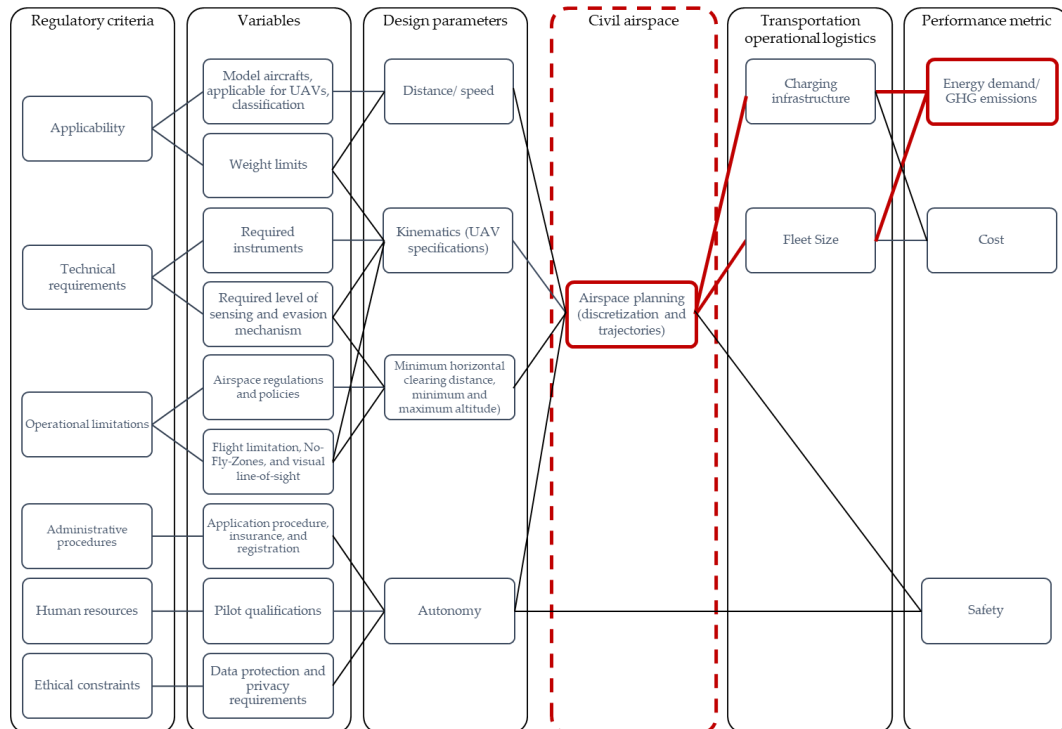 Regulatory criteria
Applicability
Technical
requirements
Operational limitations
Administrative
procedures
Human resources
Ethical constraints
Variables
Model aircrafts,
applicable for UAVs,
classification
Weight limits
Required
instruments
Required level of
sensing and evasion
mechanism
Airspace regulations
and policies
Flight limitation, No-
Fly-Zones, and visual
line-of-sight
Application procedure,
insurance, and
registration
Pilot qualifications
Data protection and
privacy
requirements
Design parameters
Distance/ speed
Kinematics (UAV
specifications)
Minimum horizontal
clearing distance,
minimum and
maximum altitude)
Autonomy
Civil airspace
Airspace planning
(discretization and
trajectories)
Transportation
operational logistics
Charging
infrastructure
Fleet Size
Performance metric
Energy demand/
GHG emissions
Cost
Safety